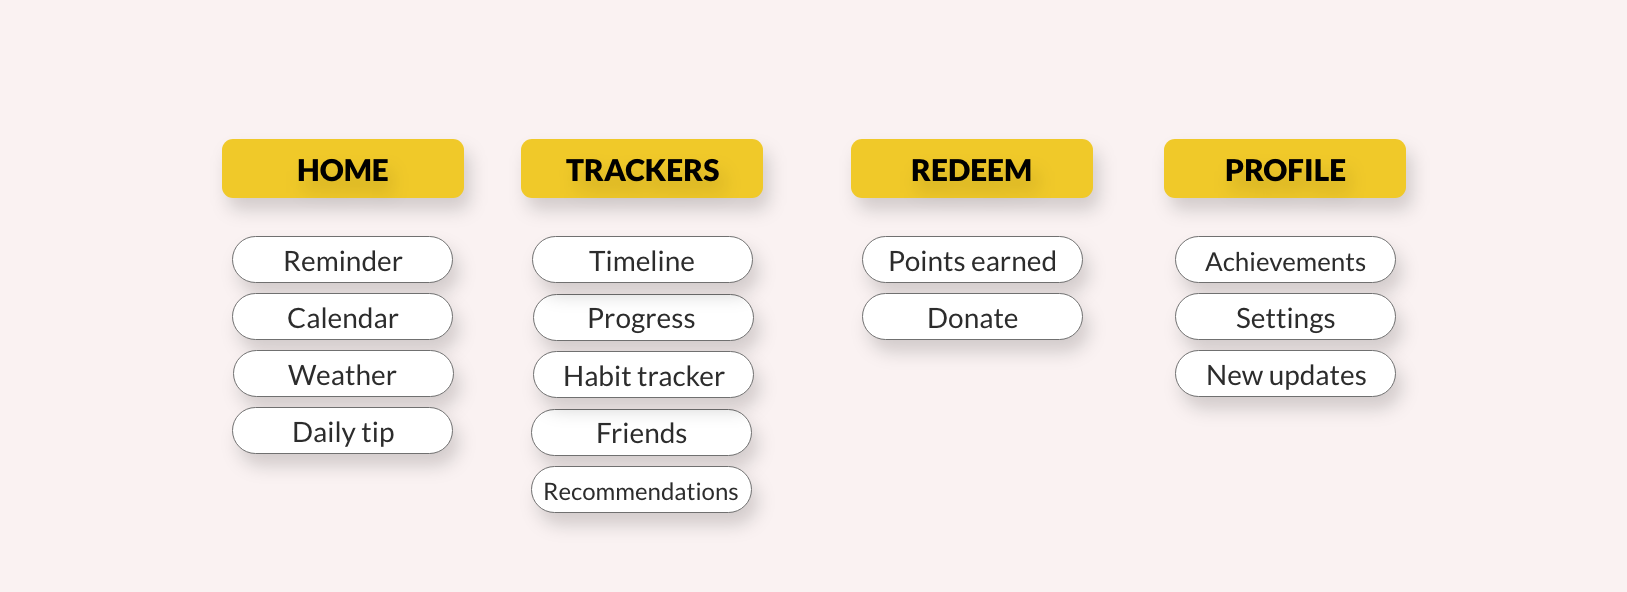 HOME
Reminder
Calendar
Weather
Daily tip
TRACKERS
Timeline
Progress
Habit tracker
Friends
Recommendations
REDEEM
Points earned
Donate
PROFILE
Achievements
Settings
New updates